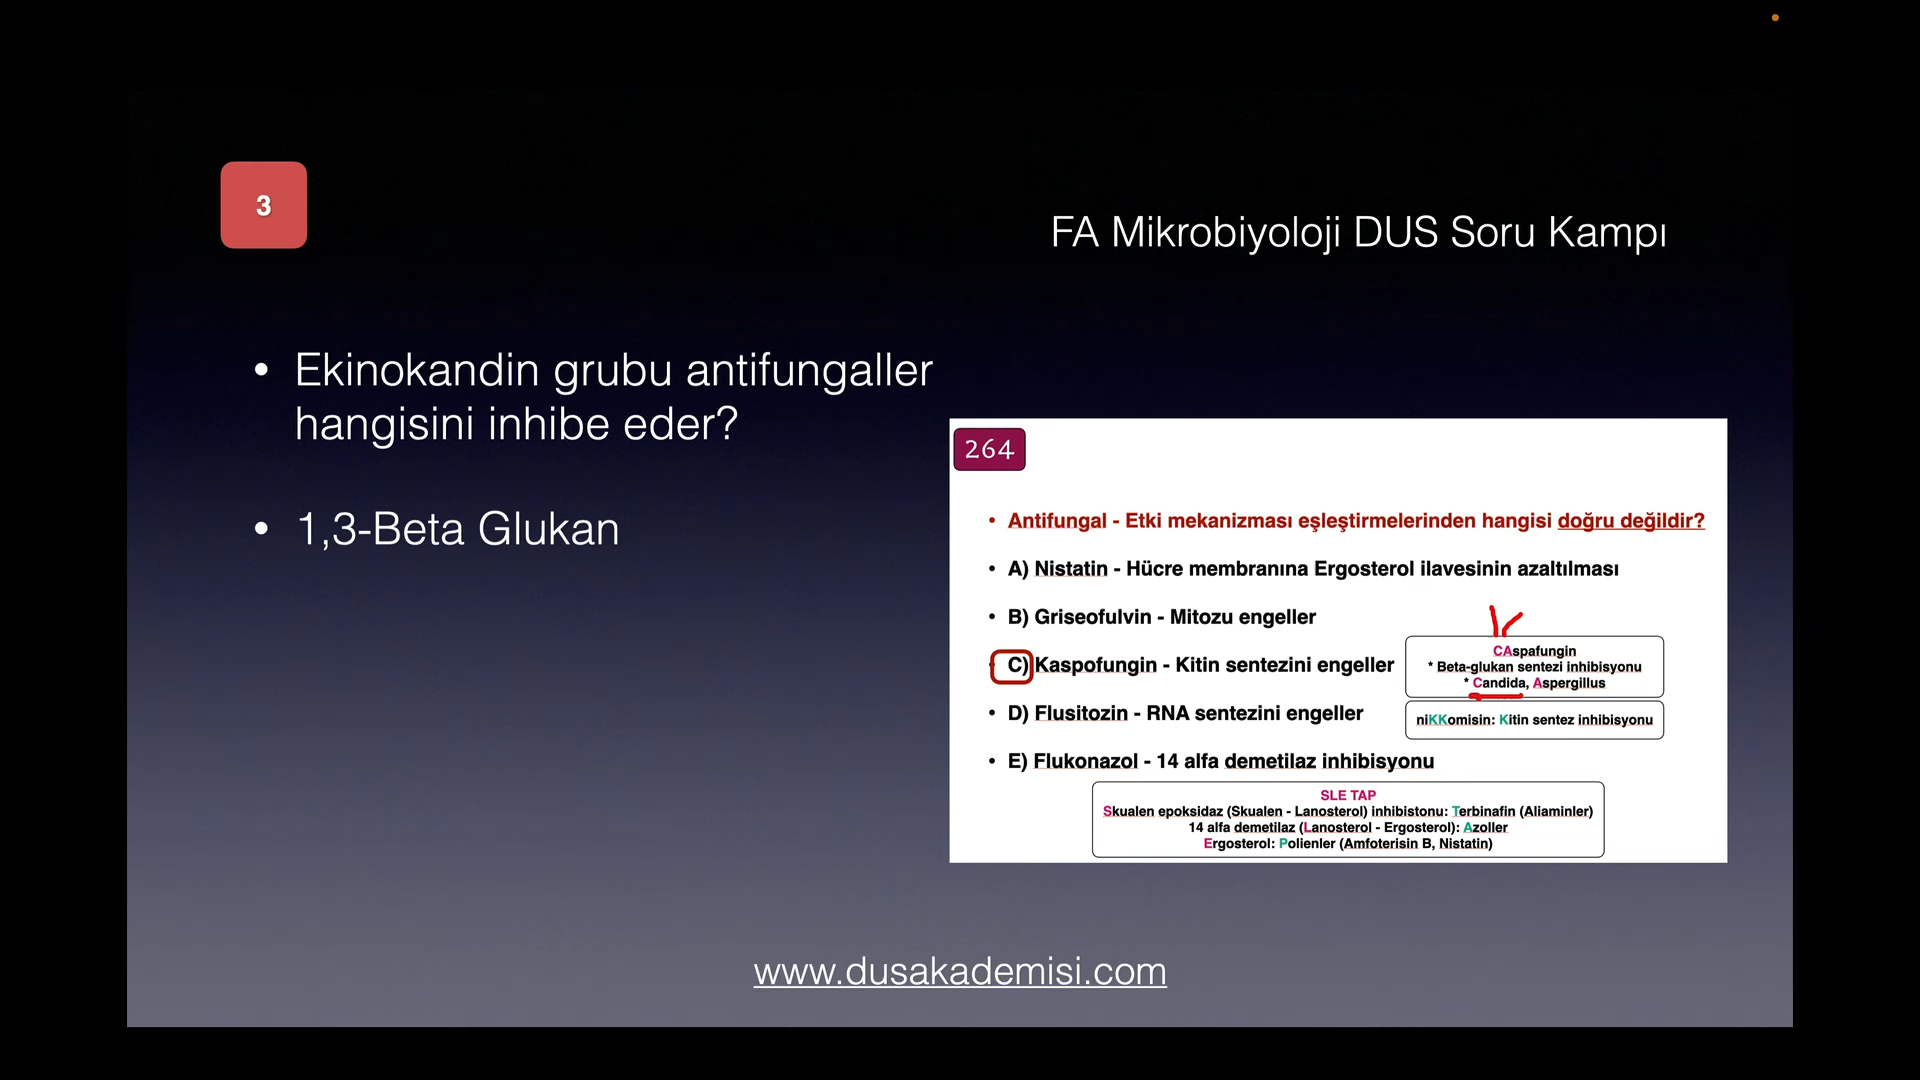 3
FA Mikrobiyoloji DUS Soru Kampı
• Ekinokandin grubu antifungaller
hangisini inhibe eder?
• 1,3-Beta Glukan
264
• Antifungal - Etki mekanizması eşleştirmelerinden hangisi doğru değildir?
• A) Nistatin - Hücre membranına Ergosterol ilavesinin azaltılması
• B) Griseofulvin - Mitozu engeller
• C) Kaspofungin - Kitin sentezini engeller
CAspafungin
* Beta-glukan sentezi inhibisyonu
* Candida, Aspergillus
• D) Flusitozin - RNA sentezini engeller
niKKomisin: Kitin sentez inhibisyonu
• E) Flukonazol - 14 alfa demetilaz inhibisyonu
SLE TAP
Skualen epoksidaz (Skualen - Lanosterol) inhibistonu: Terbinafin (Aliaminler)
14 alfa demetilaz (Lanosterol - Ergosterol): Azoller
Ergosterol: Polienler (Amfoterisin B, Nistatin)
www.dusakademisi.com